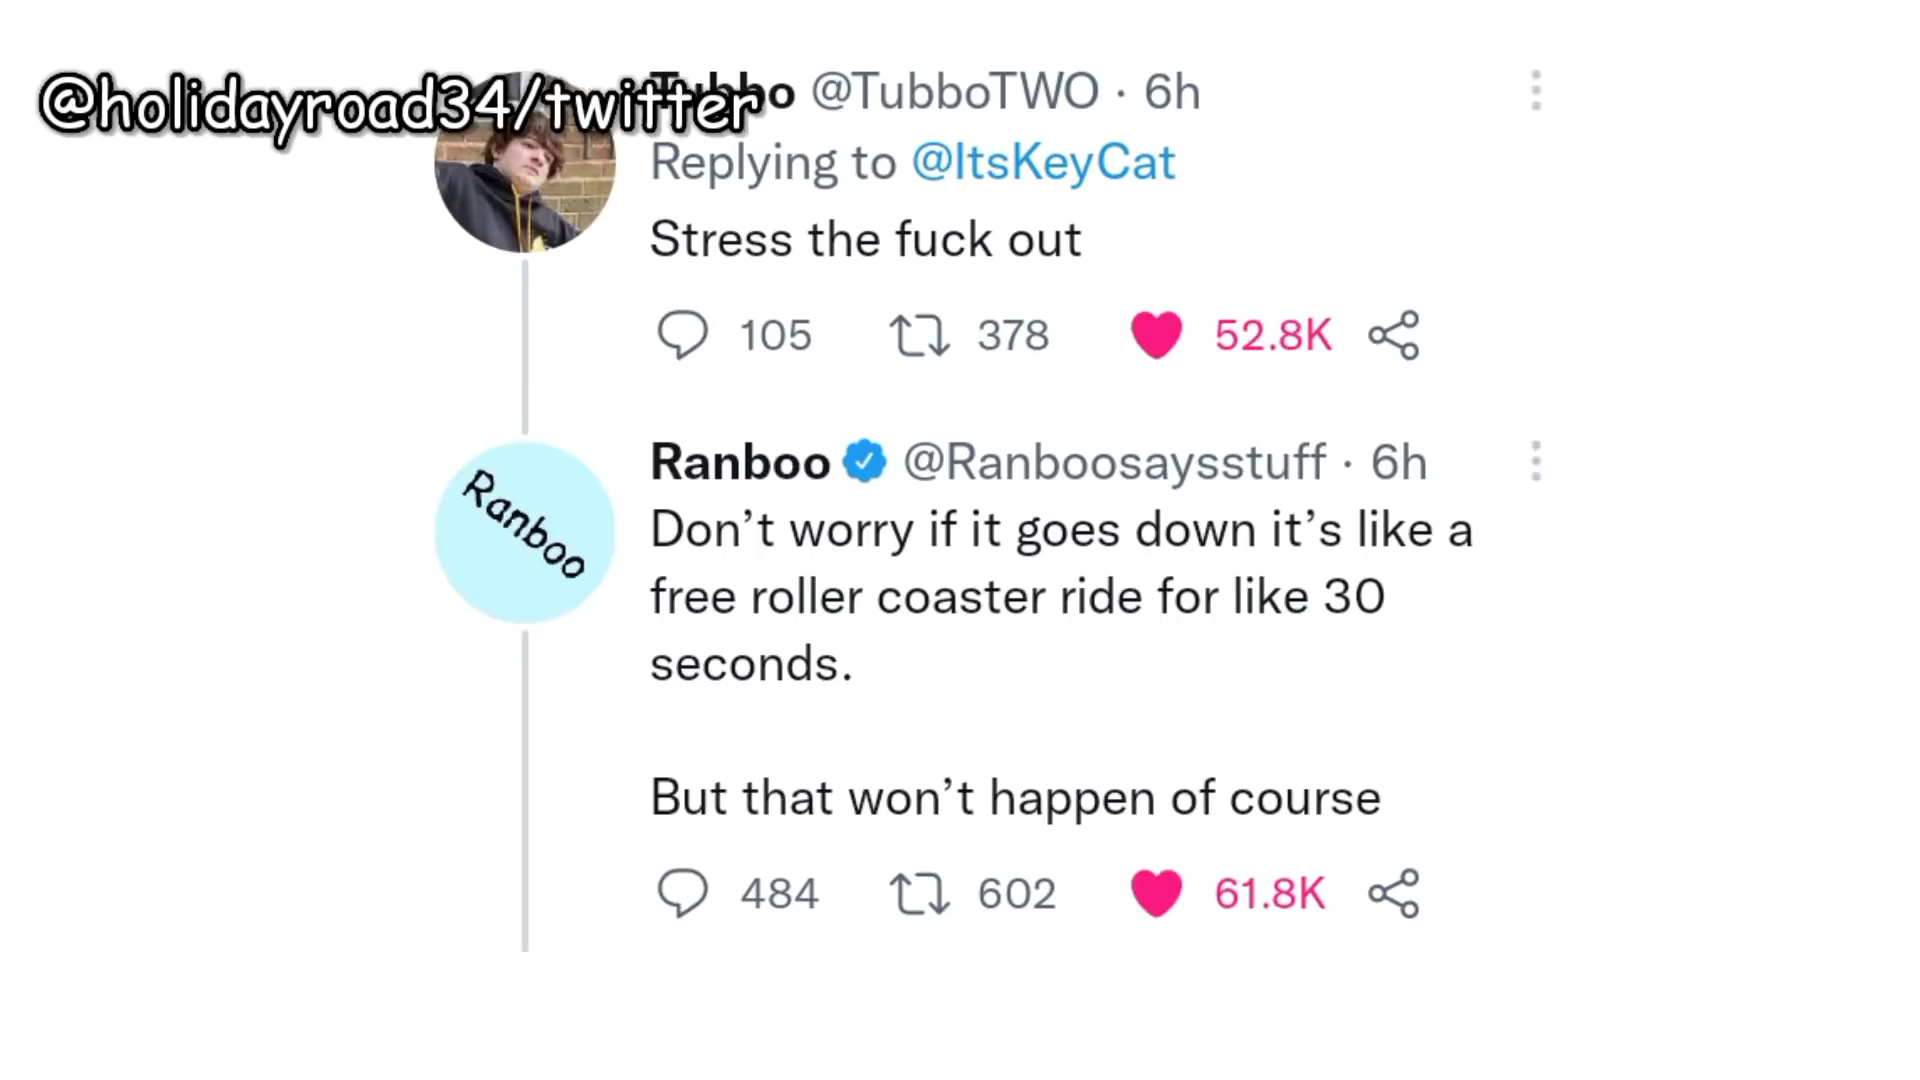 @holidayroad34/twitter
Tubbo @TubboTWO · 6h
Replying to @ItsKeyCat
Stress the fuck out
105 378 52.8K
Ranboo @Ranboosaysstuff · 6h
Ranboo
Don’t worry if it goes down it’s like a
free roller coaster ride for like 30
seconds.
But that won’t happen of course
484 602 61.8K